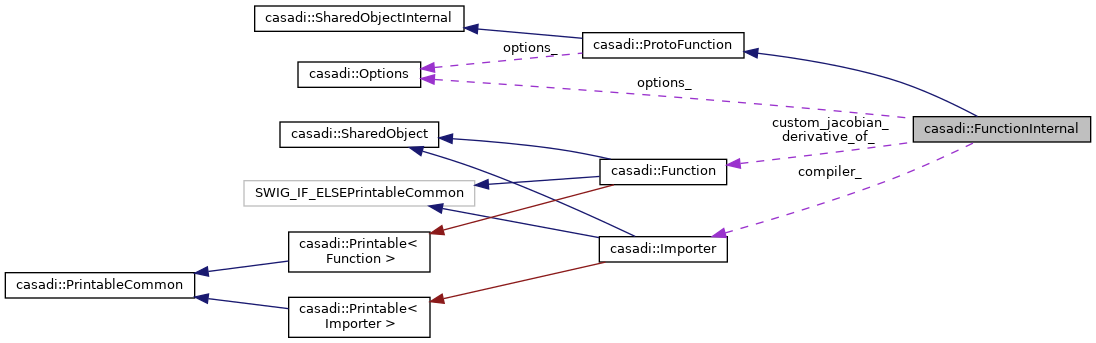 casadi::SharedObjectInternal
casadi::ProtoFunction
options_
casadi::Options
options_
custom_jacobian_
derivative_of_
casadi::FunctionInternal
casadi::SharedObject
casadi::Function
compiler_
SWIG_IF_ELSEPrintableCommon
casadi::Printable<
Function >
casadi::Importer
casadi::PrintableCommon
casadi::Printable<
Importer >